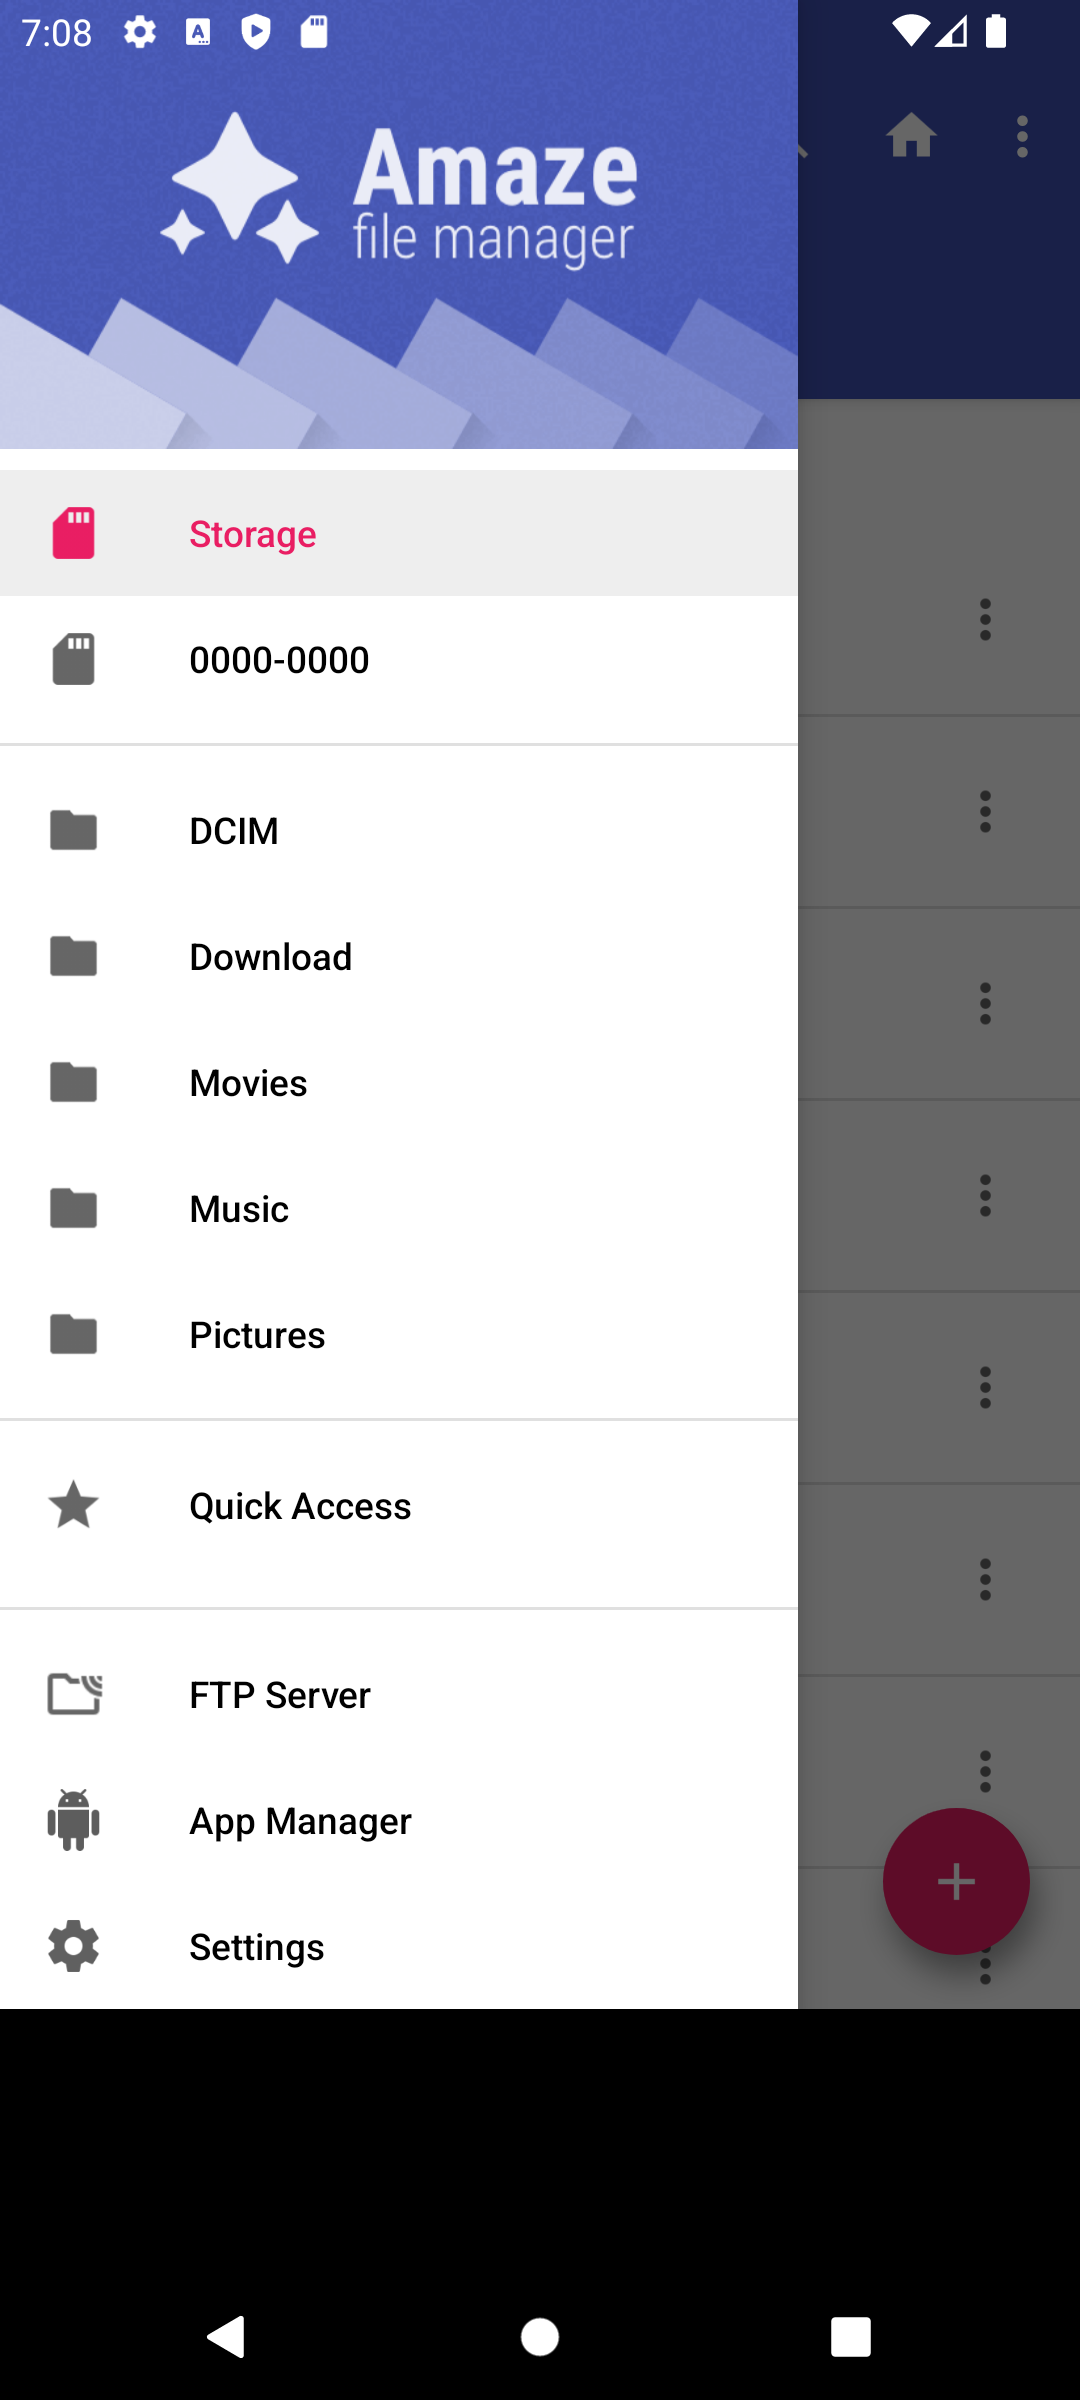 7:08
Amaze
file manager
Storage
0000-0000
DCIM
Download
Movies
Music
Pictures
Quick Access
FTP Server
App Manager
Settings